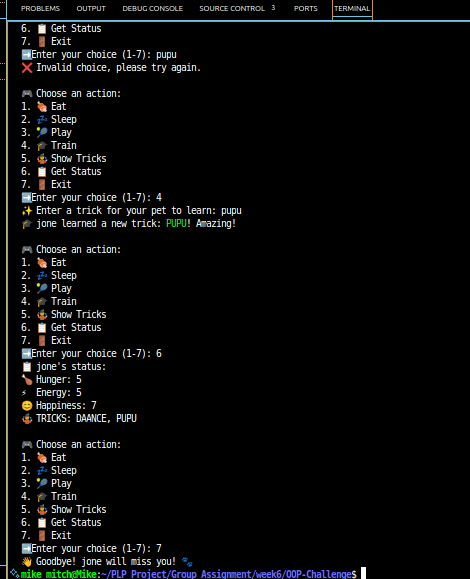 PROBLEMS OUTPUT DEBUG CONSOLE SOURCE CONTROL 3 PORTS TERMINAL
6. 📋 Get Status
7. 🚪 Exit
➡️Enter your choice (1-7): pupu
❌ Invalid choice, please try again.
🎮 Choose an action:
1. 🍖 Eat
2. 💤 Sleep
3. 🎾 Play
4. 🎓 Train
5. 🤹 Show Tricks
6. 📋 Get Status
7. 🚪 Exit
➡️Enter your choice (1-7): 4
✨ Enter a trick for your pet to learn: pupu
🎓 jone learned a new trick: PUPU! Amazing!
🎮 Choose an action:
1. 🍖 Eat
2. 💤 Sleep
3. 🎾 Play
4. 🎓 Train
5. 🤹 Show Tricks
6. 📋 Get Status
7. 🚪 Exit
➡️Enter your choice (1-7): 6
📋 jone's status:
🍗 Hunger: 5
⚡ Energy: 5
😊 Happiness: 7
🤹 TRICKS: DAANCE, PUPU
🎮 Choose an action:
1. 🍖 Eat
2. 💤 Sleep
3. 🎾 Play
4. 🎓 Train
5. 🤹 Show Tricks
6. 📋 Get Status
7. 🚪 Exit
➡️Enter your choice (1-7): 7
👋 Goodbye! jone will miss you! 🐾
mike_mitch@Mike:~/PLP_Project/Group_Assignment/week6/OOP-Challenge$